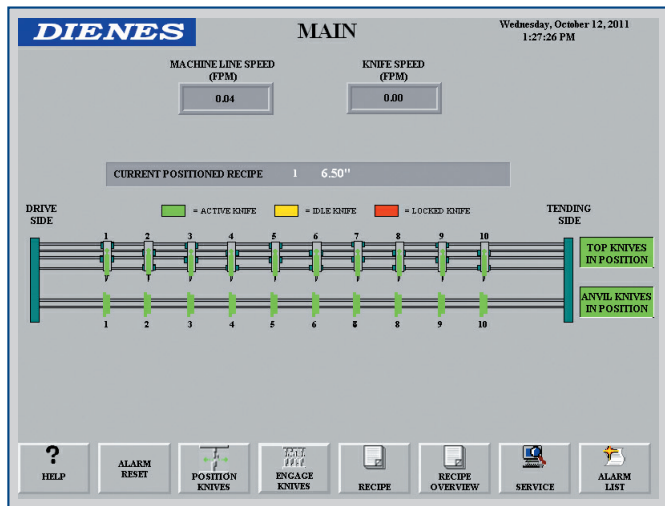 DIENES
MAIN
Wednesday, October 12, 2011
1:27:26 PM
MACHINE LINE SPEED
(FPM)
0.04
KNIFE SPEED
(FPM)
0.00
CURRENT POSITIONED RECIPE 1 6.50"
DRIVE
SIDE
= ACTIVE KNIFE = IDLE KNIFE = LOCKED KNIFE
TENDING
SIDE
1 2 3 4 5 6 7 8 9 10
TOP KNIVES
IN POSITION
ANVIL KNIVES
IN POSITION
1 2 3 4 5 6 8 9 10
? HELP
ALARM
RESET
POSITION
KNIVES
ENGAGE
KNIVES
RECIPE
RECIPE
OVERVIEW
SERVICE
ALARM
LIST